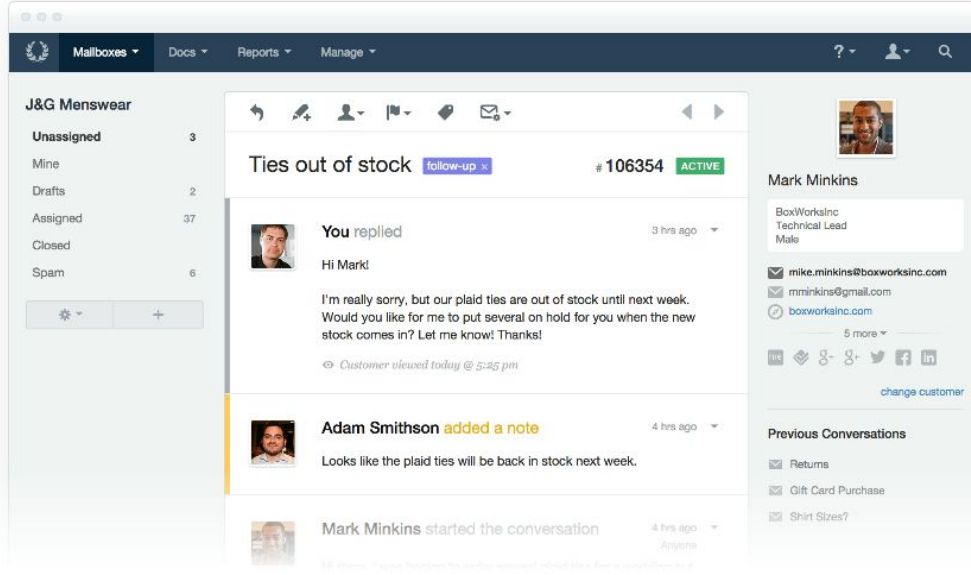 Mailboxes Docs Reports Manage ?
J&G Menswear
Unassigned 3
Mine
Drafts 2
Assigned 37
Closed
Spam 6
+
Ties out of stock follow-up × #106354 ACTIVE
You replied 3 hrs ago
Hi Mark!
I'm really sorry, but our plaid ties are out of stock until next week.
Would you like for me to put several on hold for you when the new
stock comes in? Let me know! Thanks!
Customer viewed today @ 5:25 pm
Adam Smithson added a note 4 hrs ago
Looks like the plaid ties will be back in stock next week.
Mark Minkins started the conversation 4 hrs ago
Anyone
Mark Minkins
BoxWorksInc
Technical Lead
Male
mike.minkins@boxworksinc.com
mminkins@gmail.com
boxworksinc.com
5 more
change customer
Previous Conversations
Returns
Gift Card Purchase
Shirt Sizes?